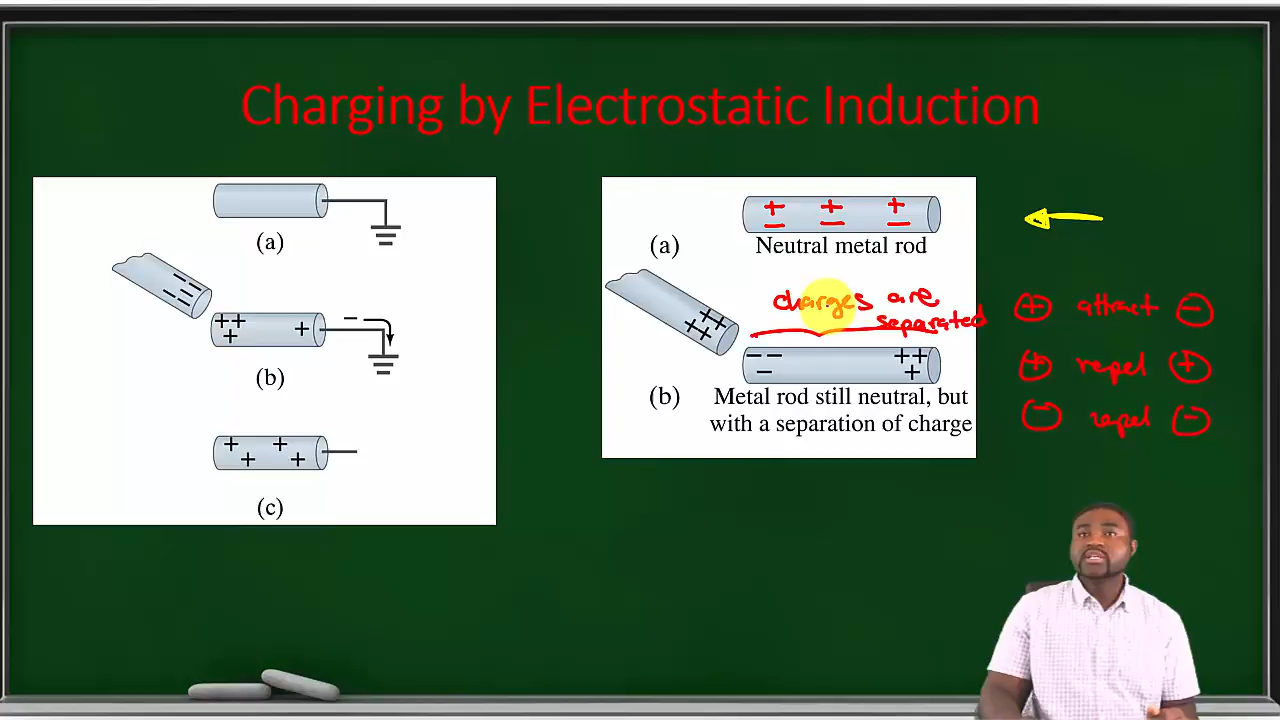 Charging by Electrostatic Induction
(a)
− −
− −
+ +
+
+
−
(b)
+
+
+
+
(c)
+ + +
− − −
(a)
Neutral metal rod
charges are
separated
+ +
+ +
− −
−
+ +
+
(b)
Metal rod still neutral, but
with a separation of charge
+ attract −
+ repel +
− repel −